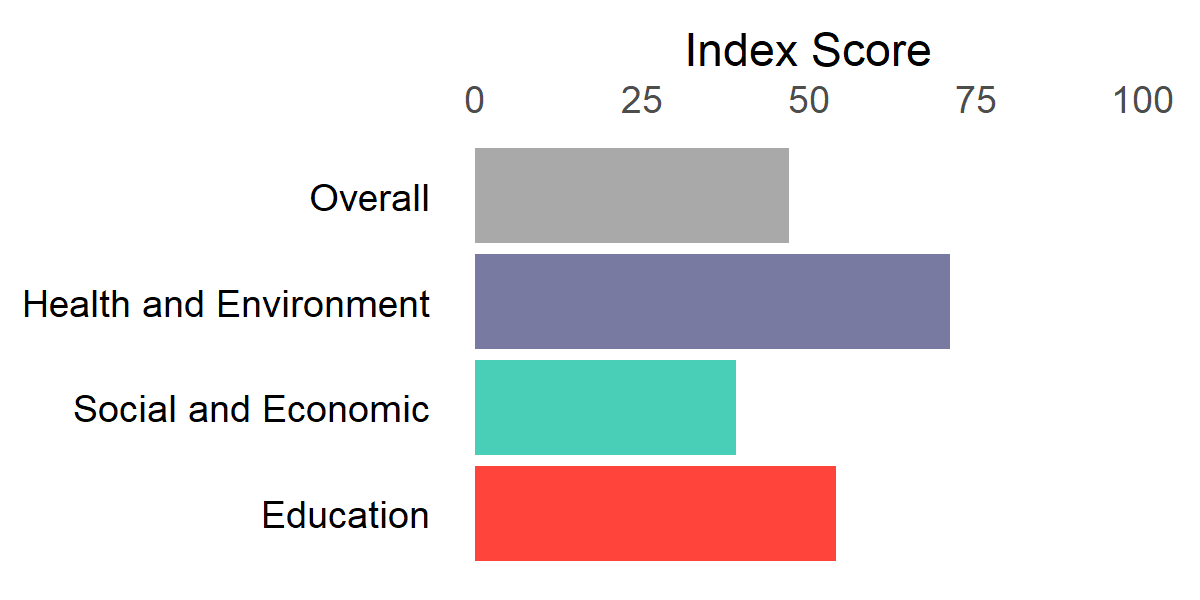 Index Score
0 25 50 75 100
Overall
Health and Environment
Social and Economic
Education